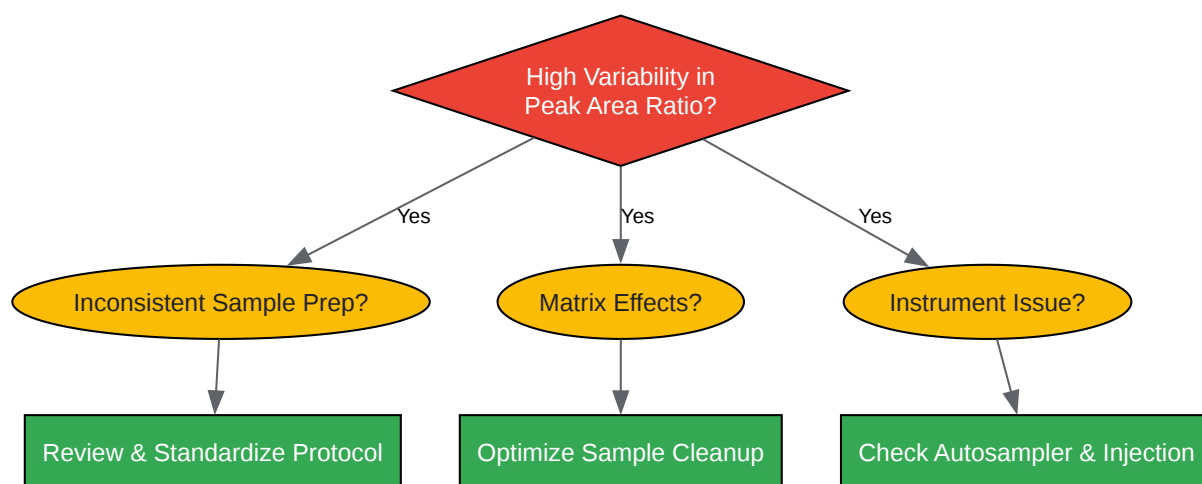 High Variability in
Peak Area Ratio?
Yes
Yes
Yes
Inconsistent Sample Prep?
Matrix Effects?
Instrument Issue?
Review & Standardize Protocol
Optimize Sample Cleanup
Check Autosampler & Injection